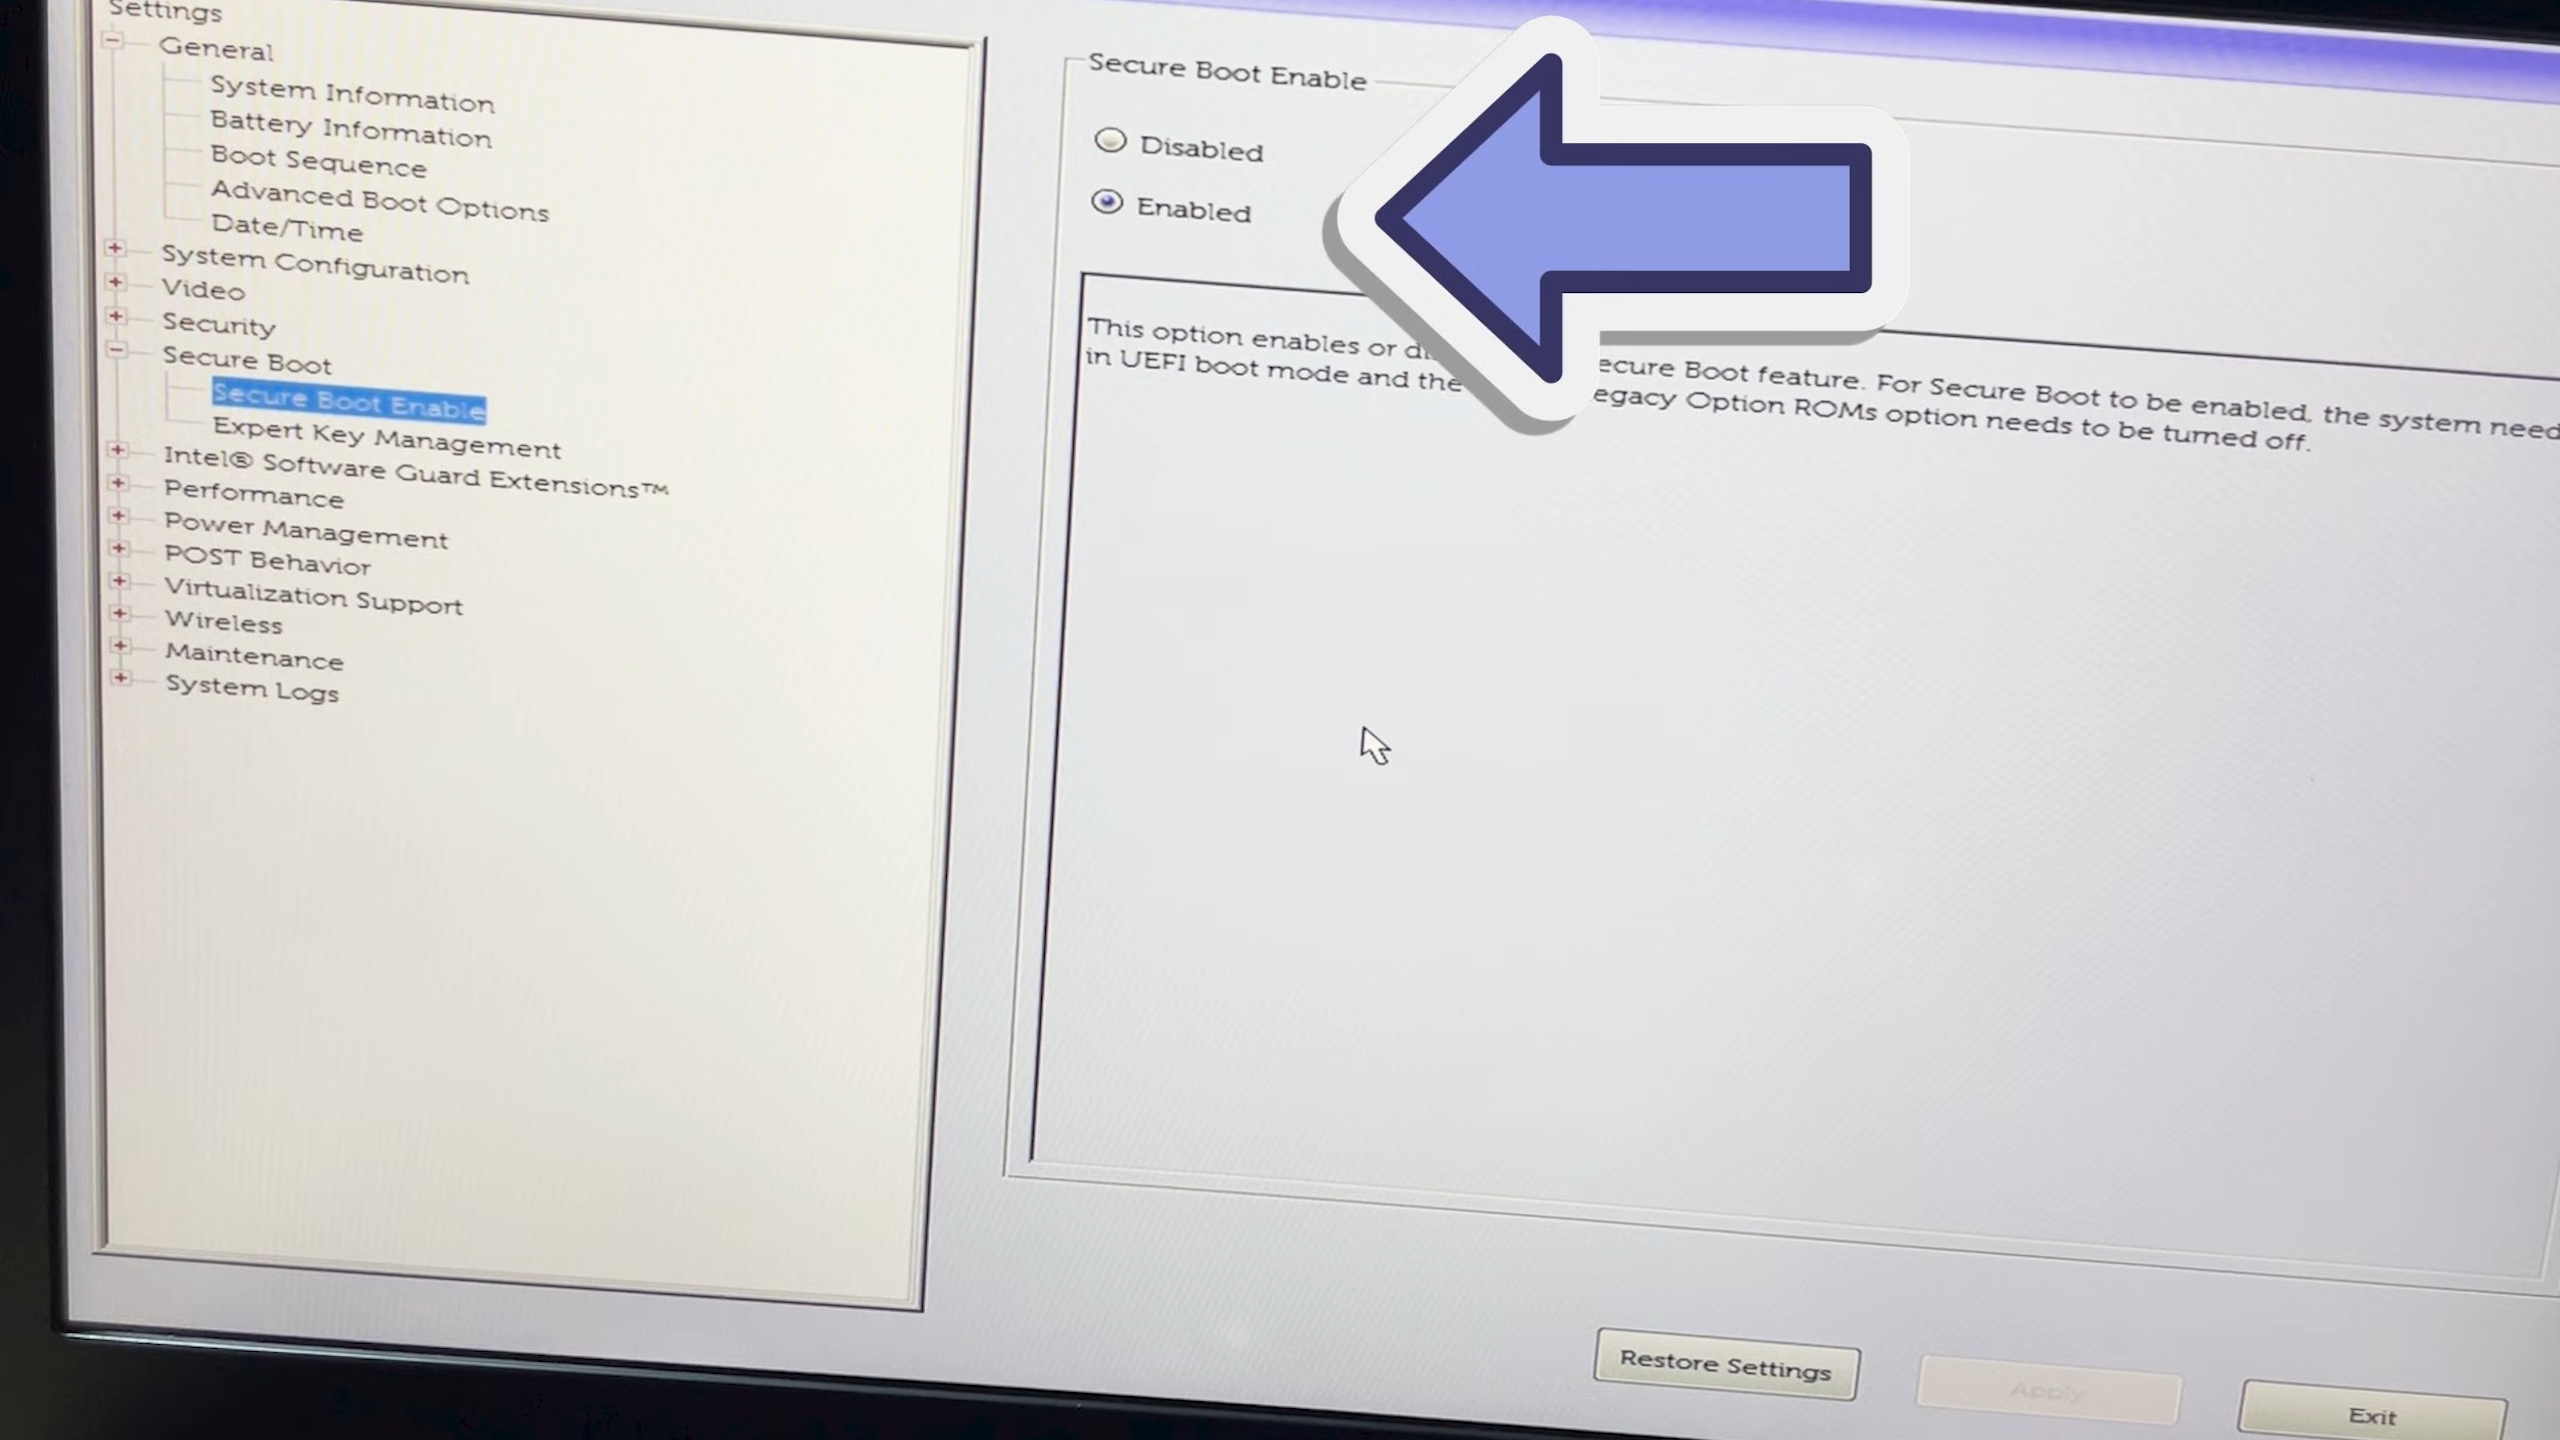 Settings
General
System Information
Battery Information
Boot Sequence
Advanced Boot Options
Date/Time
System Configuration
Video
Security
Secure Boot
Secure Boot Enable
Expert Key Management
Intel® Software Guard Extensions™
Performance
Power Management
POST Behavior
Virtualization Support
Wireless
Maintenance
System Logs
Secure Boot Enable
Disabled
Enabled
This option enables or ecure Boot feature. For Secure Boot to be enabled, the system need
in UEFI boot mode and the egacy Option ROMs option needs to be turned off.
Restore Settings
Apply
Exit